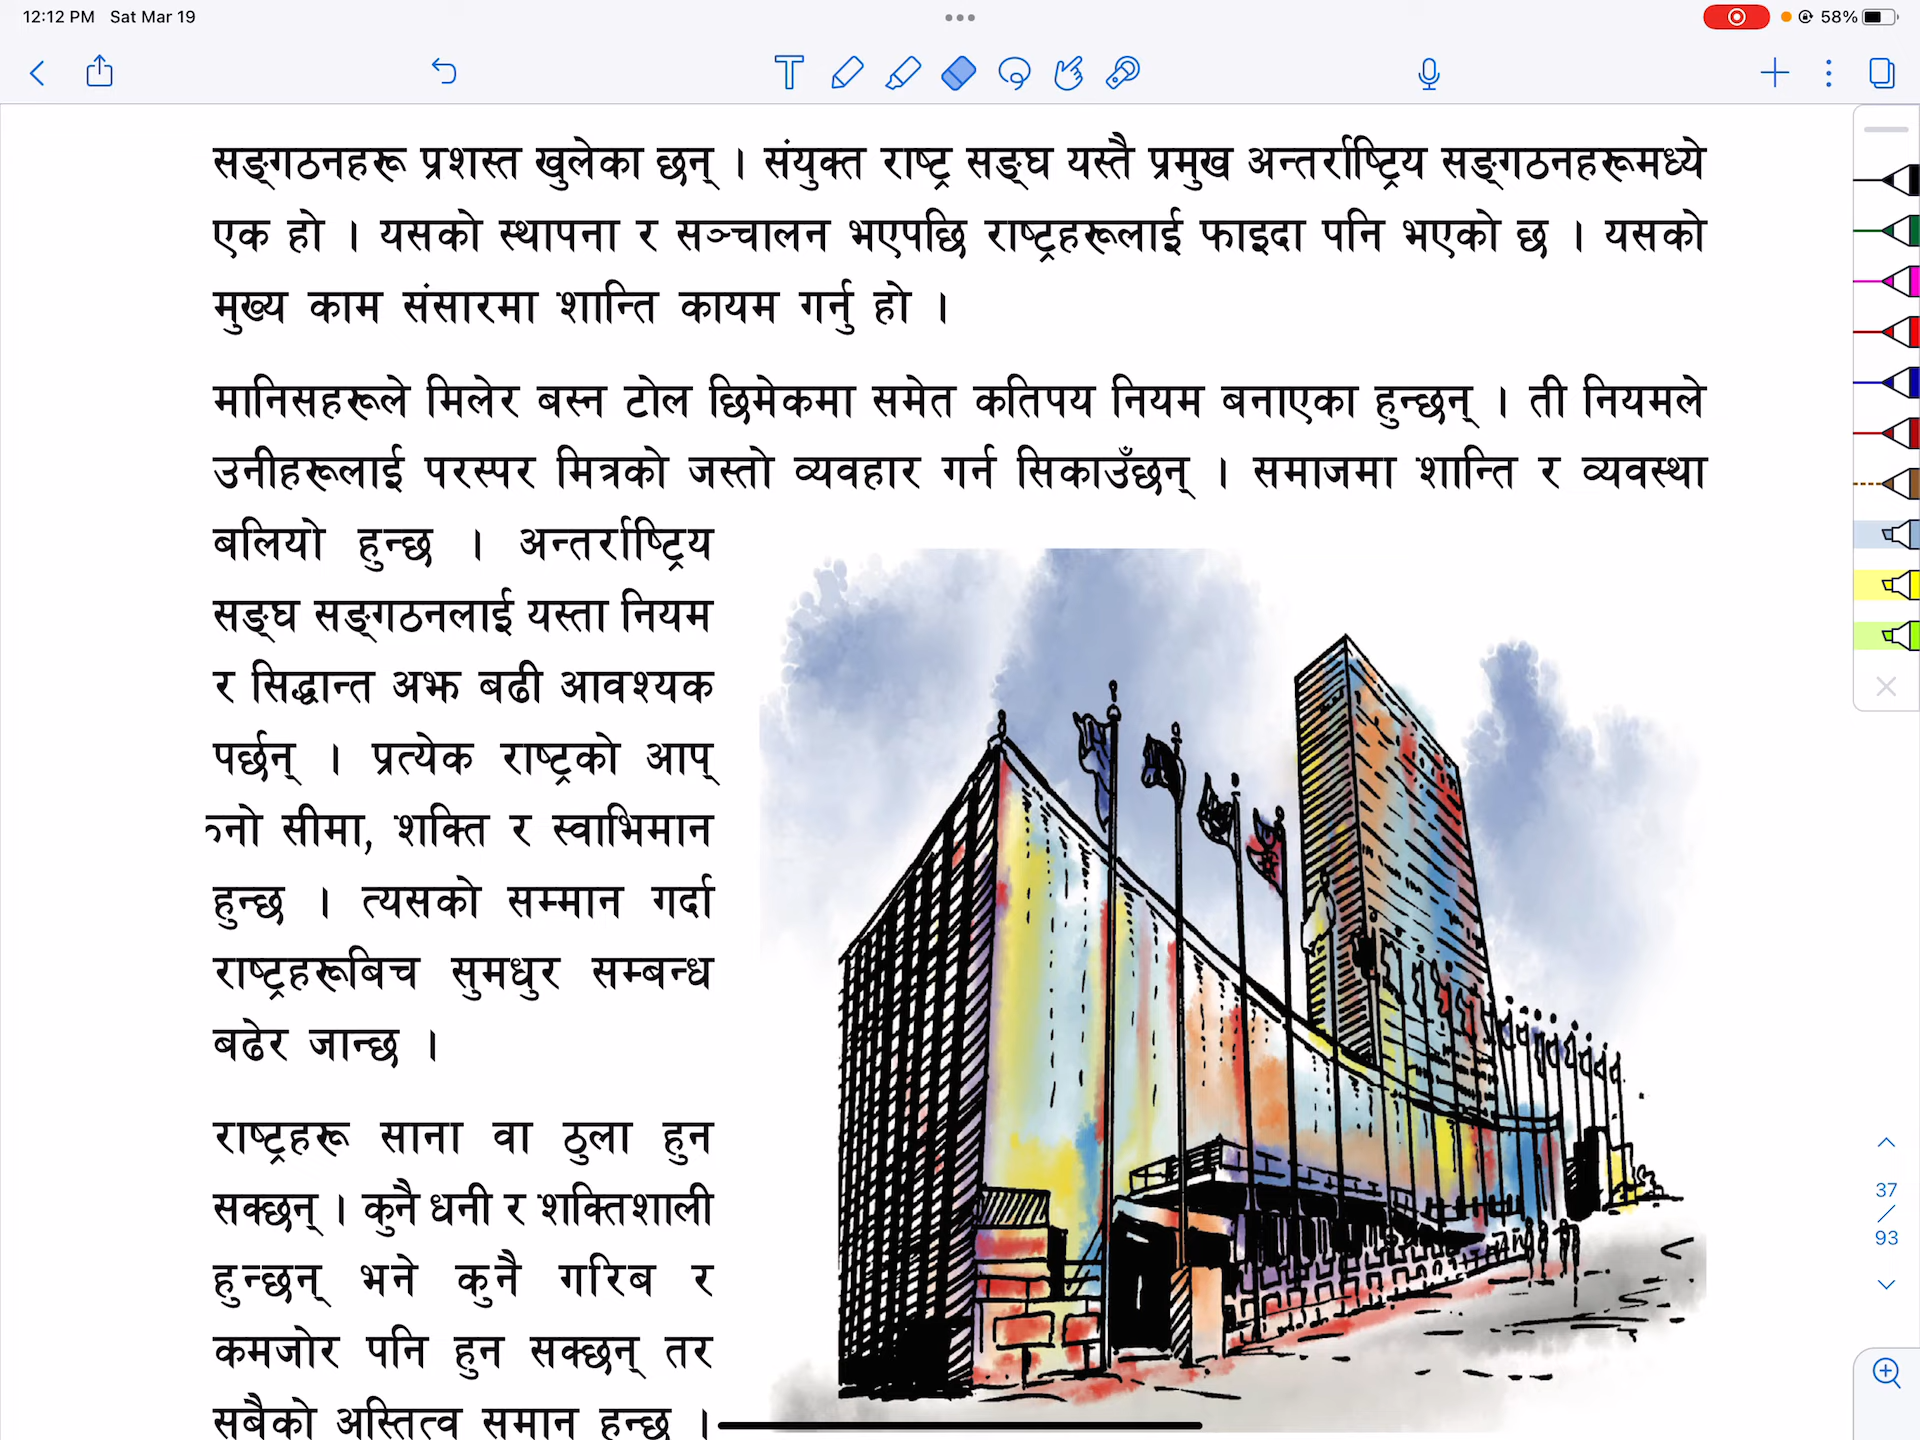 12:12 PM Sat Mar 19
58%
सङ्गठनहरू प्रशस्त खुलेका छन् । संयुक्त राष्ट्र सङ्घ यस्तै प्रमुख अन्तर्राष्ट्रिय सङ्गठनहरूमध्ये
एक हो । यसको स्थापना र सञ्चालन भएपछि राष्ट्रहरूलाई फाइदा पनि भएको छ । यसको
मुख्य काम संसारमा शान्ति कायम गर्नु हो ।
मानिसहरूले मिलेर बस्न टोल छिमेकमा समेत कतिपय नियम बनाएका हुन्छन् । ती नियमले
उनीहरूलाई परस्पर मित्रको जस्तो व्यवहार गर्न सिकाउँछन् । समाजमा शान्ति र व्यवस्था
बलियो हुन्छ । अन्तर्राष्ट्रिय
सङ्घ सङ्गठनलाई यस्ता नियम
र सिद्धान्त अझ बढी आवश्यक
पर्छन् । प्रत्येक राष्ट्रको आप्
नो सीमा, शक्ति र स्वाभिमान
हुन्छ । त्यसको सम्मान गर्दा
राष्ट्रहरूबिच सुमधुर सम्बन्ध
बढेर जान्छ ।
राष्ट्रहरू साना वा ठुला हुन
सक्छन् । कुनै धनी र शक्तिशाली
हुन्छन् भने कुनै गरिब र
कमजोर पनि हुन सक्छन् तर
सबैको अस्तित्व समान हुन्छ ।
37
/
93